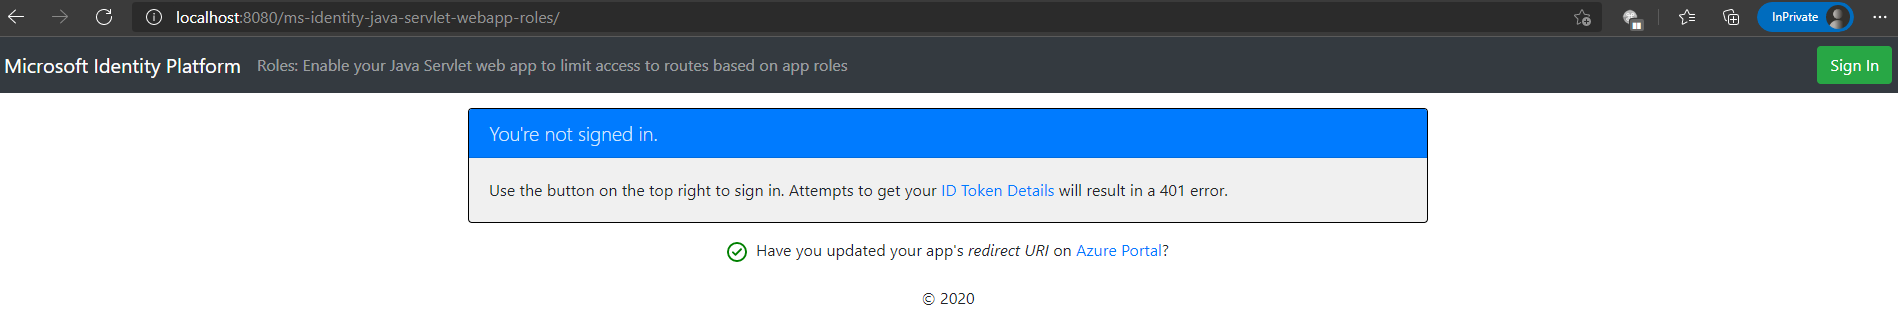 localhost:8080/ms-identity-java-servlet-webapp-roles/
InPrivate
Microsoft Identity Platform Roles: Enable your Java Servlet web app to limit access to routes based on app roles Sign In
You're not signed in.
Use the button on the top right to sign in. Attempts to get your ID Token Details will result in a 401 error.
Have you updated your app's redirect URI on Azure Portal?
© 2020